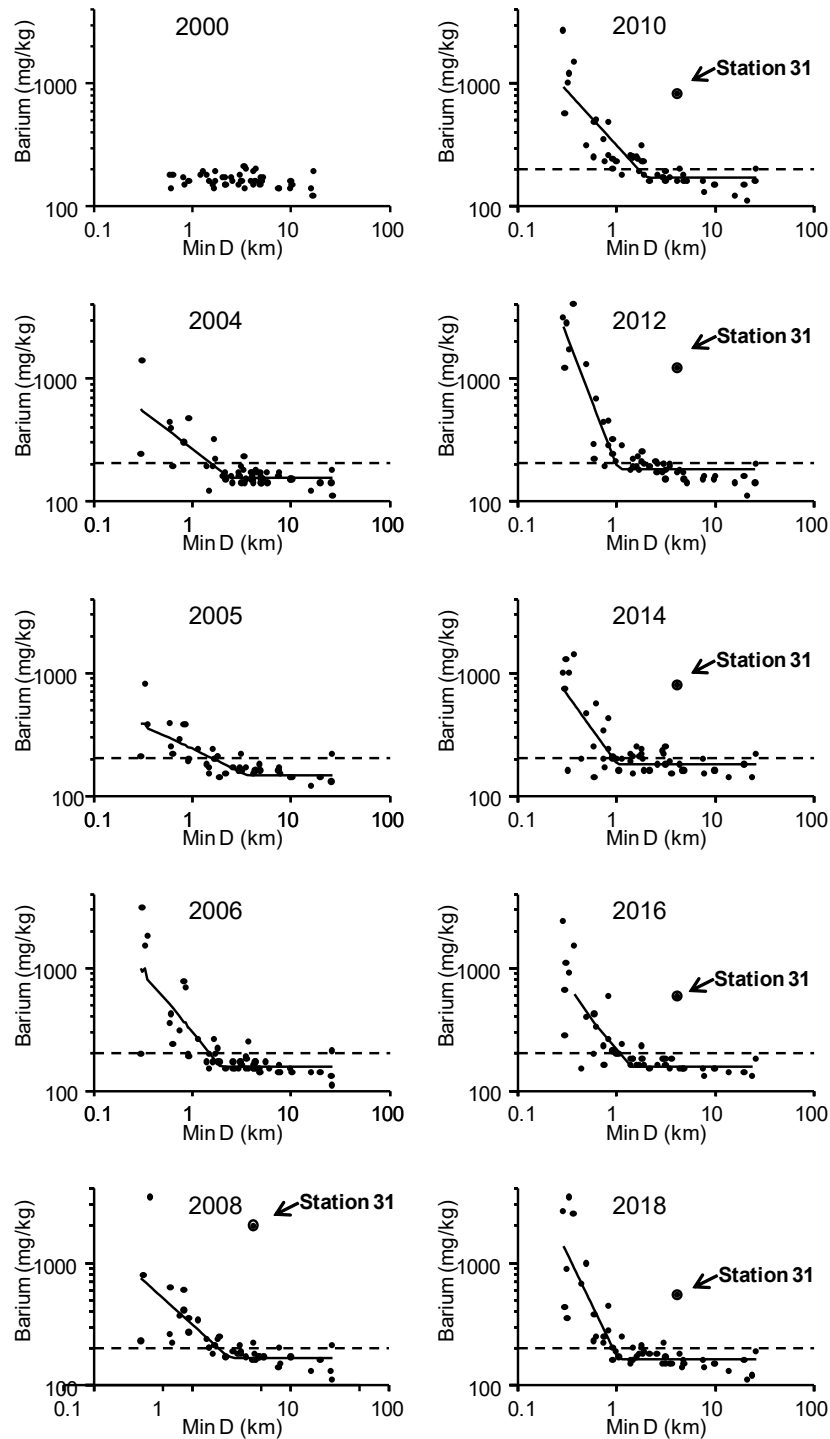 2000
Barium (mg/kg)
1000
100
0.1 1 10 100
Min D (km)
2004
Barium (mg/kg)
1000
100
0.1 1 10 100
Min D (km)
2005
Barium (mg/kg)
1000
100
0.1 1 10 100
Min D (km)
2006
Barium (mg/kg)
1000
100
0.1 1 10 100
Min D (km)
2008
Station 31
Barium (mg/kg)
1000
100
0.1 1 10 100
Min D (km)
2010
Station 31
Barium (mg/kg)
1000
100
0.1 1 10 100
Min D (km)
2012
Station 31
Barium (mg/kg)
1000
100
0.1 1 10 100
Min D (km)
2014
Station 31
Barium (mg/kg)
1000
100
0.1 1 10 100
Min D (km)
2016
Station 31
Barium (mg/kg)
1000
100
0.1 1 10 100
Min D (km)
2018
Station 31
Barium (mg/kg)
1000
100
0.1 1 10 100
Min D (km)